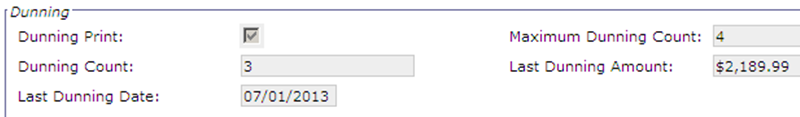 Dunning
Dunning Print: Maximum Dunning Count: 4
Dunning Count: 3 Last Dunning Amount: $2,189.99
Last Dunning Date: 07/01/2013